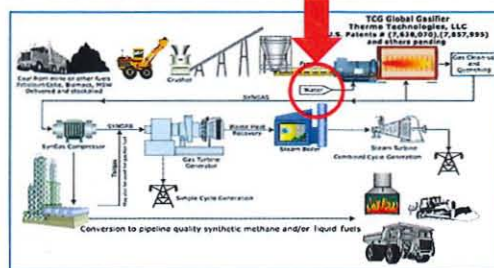 TCG Global Gasifier
Thermo Technologies, LLC
U.S. Patents # (7,638,070),(7,857,995)
and others pending
Coal from mine or other fuels
Petroleum Coke, Biomass, MSW
Delivered and stockpiled
Crusher
Water
Gas Clean-up
and
Quenching
SYNGAS
SYNGAS
SynGas Compressor
Gas Turbine
Generator
Waste Heat
Recovery
Steam Boiler
Steam Turbine
Combined Cycle Generation
Simple Cycle Generation
Conversion to pipeline quality synthetic methane and/or liquid fuels